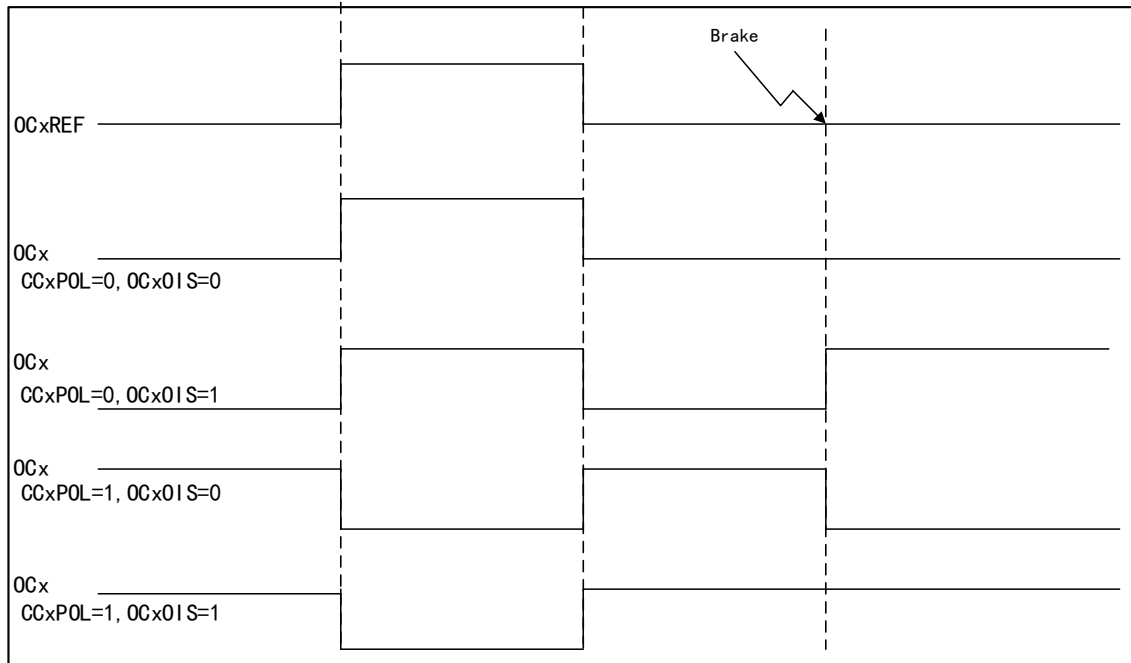 Brake
OCxREF
OCx
CCxPOL=0, OCxOIS=0
OCx
CCxPOL=0, OCxOIS=1
OCx
CCxPOL=1, OCxOIS=0
OCx
CCxPOL=1, OCxOIS=1